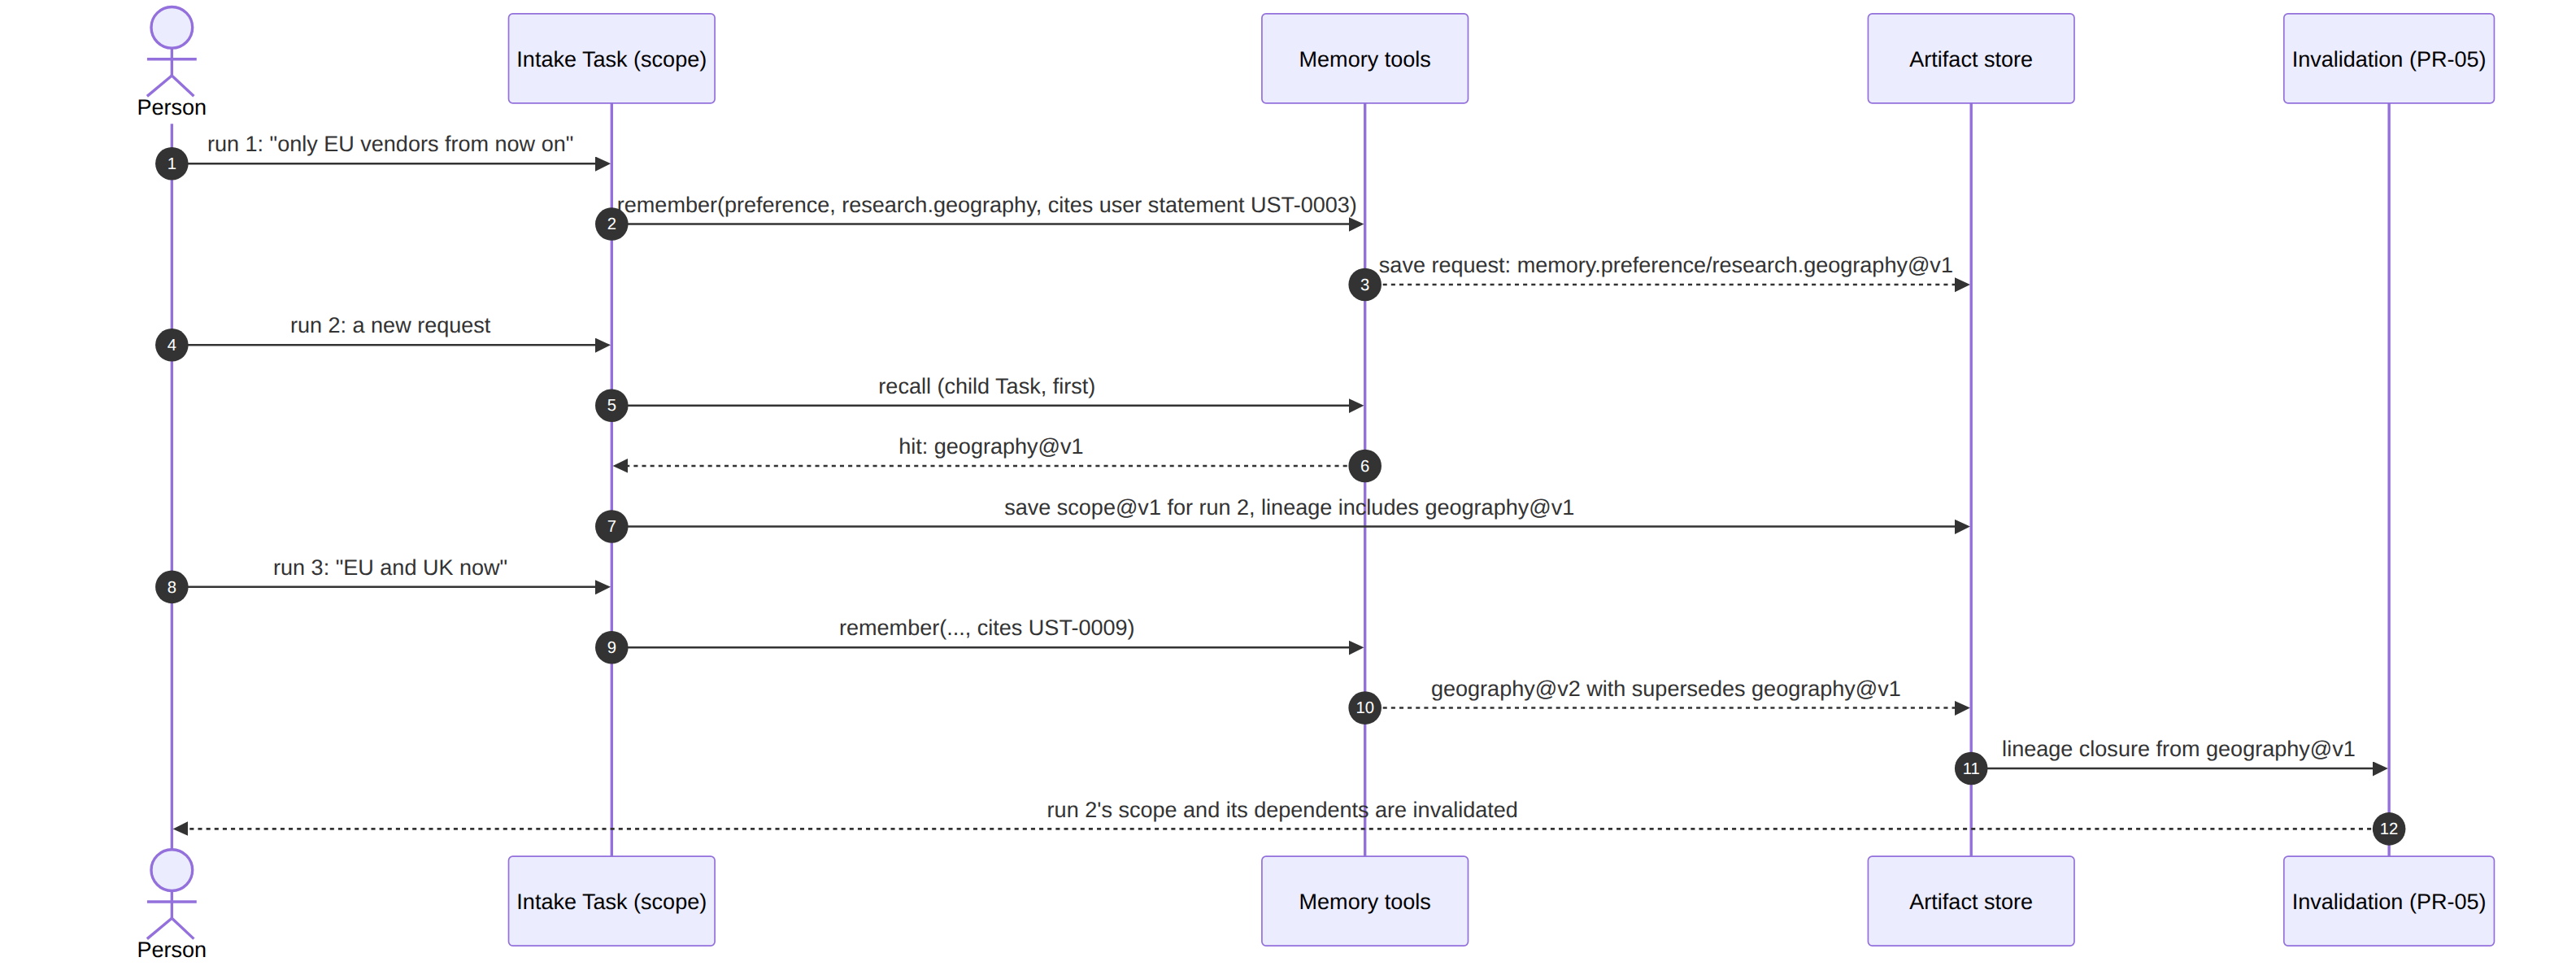 Person
Intake Task (scope)
Memory tools
Artifact store
Invalidation (PR-05)
run 1: "only EU vendors from now on"
1
remember(preference, research.geography, cites user statement UST-0003)
2
save request: memory.preference/research.geography@v1
3
run 2: a new request
4
recall (child Task, first)
5
hit: geography@v1
6
save scope@v1 for run 2, lineage includes geography@v1
7
run 3: "EU and UK now"
8
remember(..., cites UST-0009)
9
geography@v2 with supersedes geography@v1
10
lineage closure from geography@v1
11
run 2's scope and its dependents are invalidated
12
Person
Intake Task (scope)
Memory tools
Artifact store
Invalidation (PR-05)